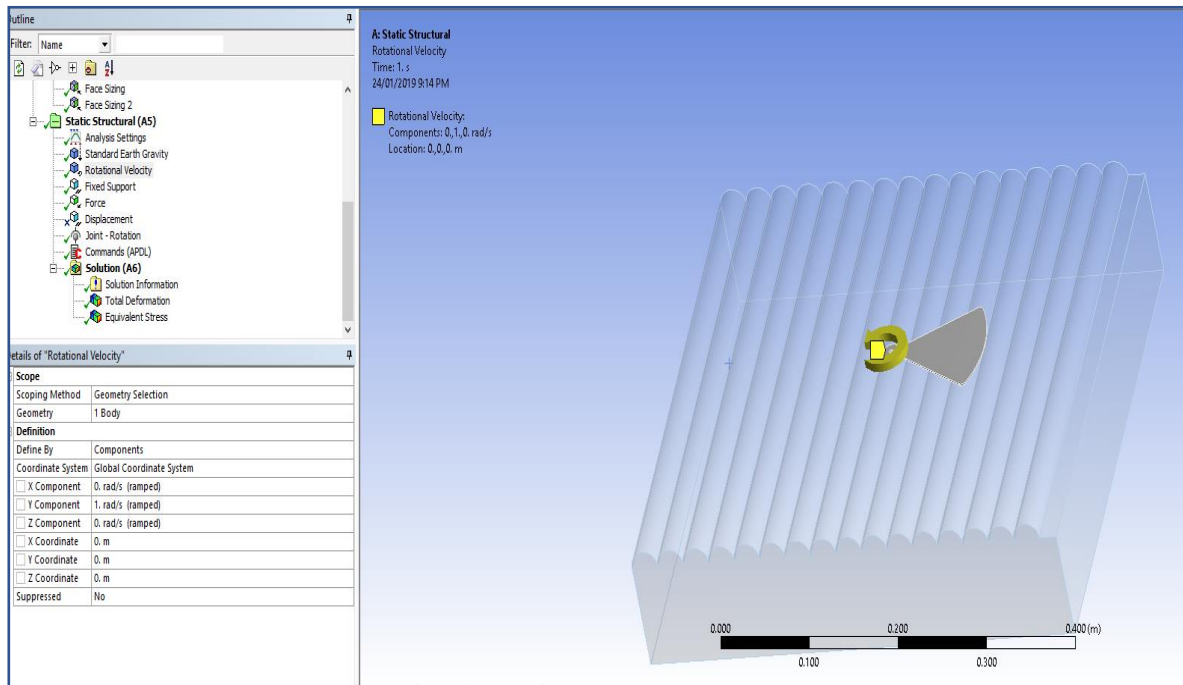 utline
Filter: Name
Face Sizing
Face Sizing 2
Static Structural (A5)
Analysis Settings
Standard Earth Gravity
Rotational Velocity
Fixed Support
Force
Displacement
Joint - Rotation
Commands (APDL)
Solution (A6)
Solution Information
Total Deformation
Equivalent Stress
etails of "Rotational Velocity"
Scope
Scoping Method Geometry Selection
Geometry 1 Body
Definition
Define By Components
Coordinate System Global Coordinate System
X Component 0. rad/s (ramped)
Y Component 1. rad/s (ramped)
Z Component 0. rad/s (ramped)
X Coordinate 0. m
Y Coordinate 0. m
Z Coordinate 0. m
Suppressed No
A: Static Structural
Rotational Velocity
Time: 1. s
24/01/2019 9:14 PM
Rotational Velocity:
Components: 0.,1.,0. rad/s
Location: 0.,0.,0. m
0.000 0.200 0.400 (m)
0.100 0.300